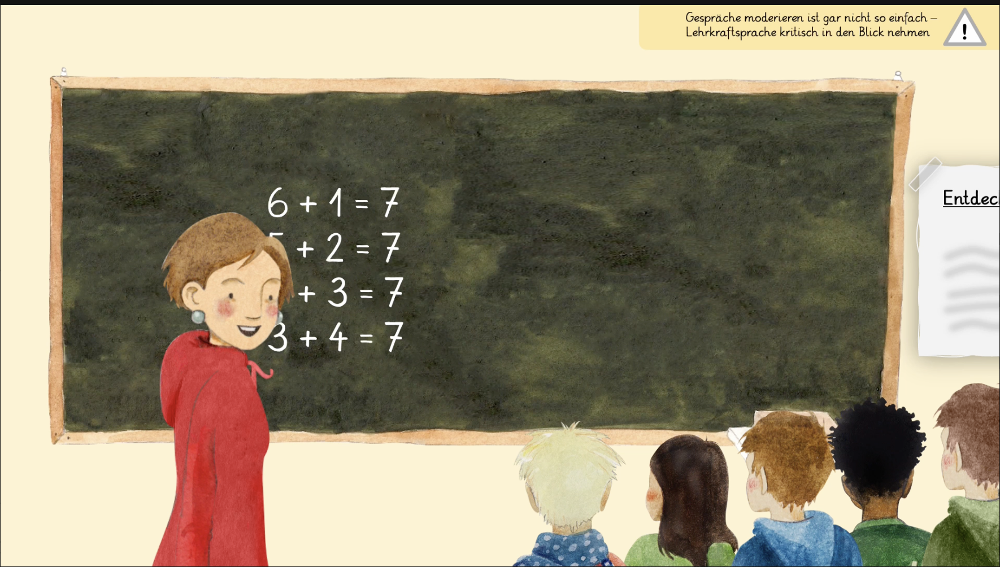 Gespräche moderieren ist gar nicht so einfach –
Lehrkraftsprache kritisch in den Blick nehmen
!
6 + 1 = 7
+ 2 = 7
+ 3 = 7
3 + 4 = 7